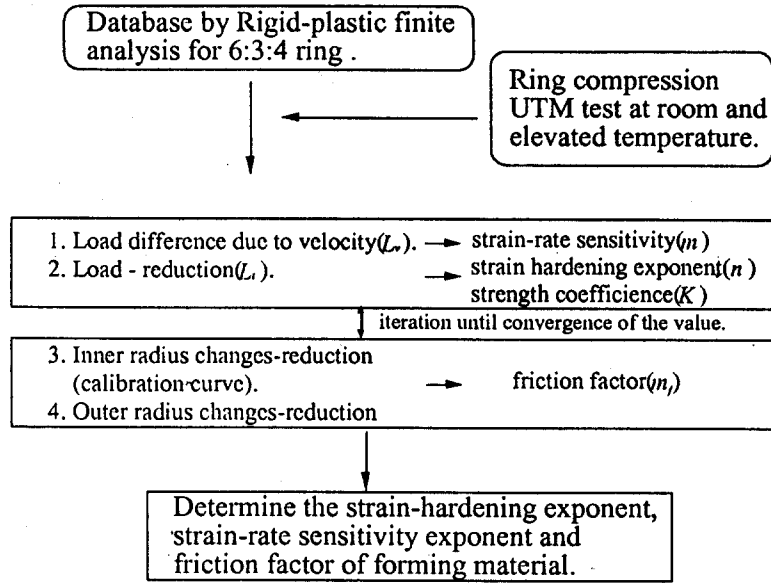 Database by Rigid-plastic finite
analysis for 6:3:4 ring .
Ring compression
UTM test at room and
elevated temperature.
1. Load difference due to velocity(Lv). → strain-rate sensitivity(m)
2. Load - reduction(L). → strain hardening exponent(n)
strength coefficience(K)
iteration until convergence of the value.
3. Inner radius changes-reduction
(calibration-curve). → friction factor(mf)
4. Outer radius changes-reduction
Determine the strain-hardening exponent,
strain-rate sensitivity exponent and
friction factor of forming material.